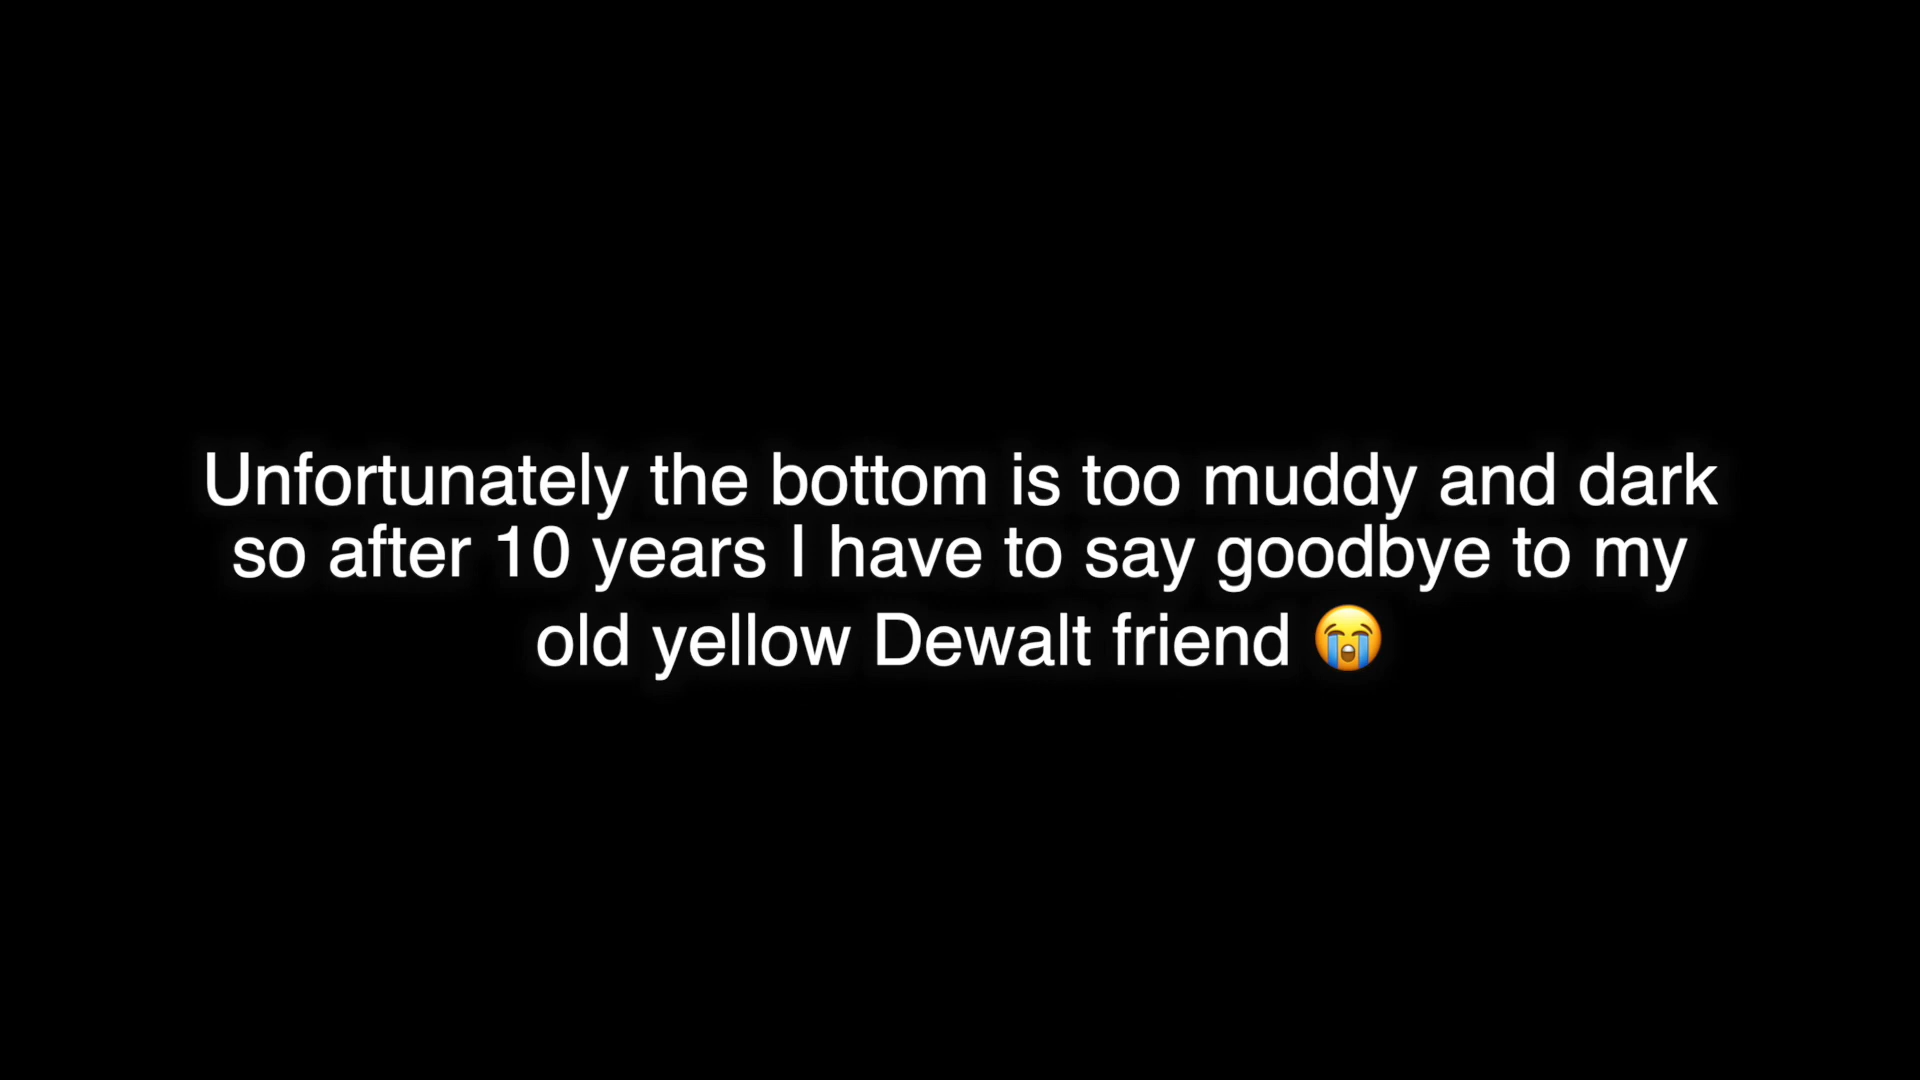 Unfortunately the bottom is too muddy and dark
so after 10 years I have to say goodbye to my
old yellow Dewalt friend 😭